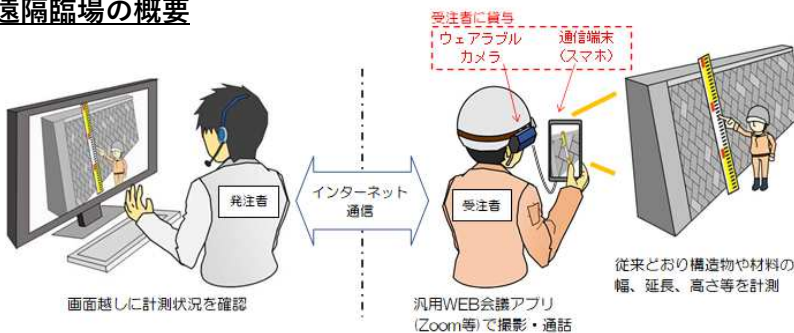 遠隔臨場の概要
受注者に貸与
ウェアラブル
カメラ
通信端末
(スマホ)
発注者
インターネット
通信
受注者
画面越しに計測状況を確認
汎用WEB会議アプリ
(Zoom等)で撮影・通話
従来どおり構造物や材料の
幅、延長、高さ等を計測